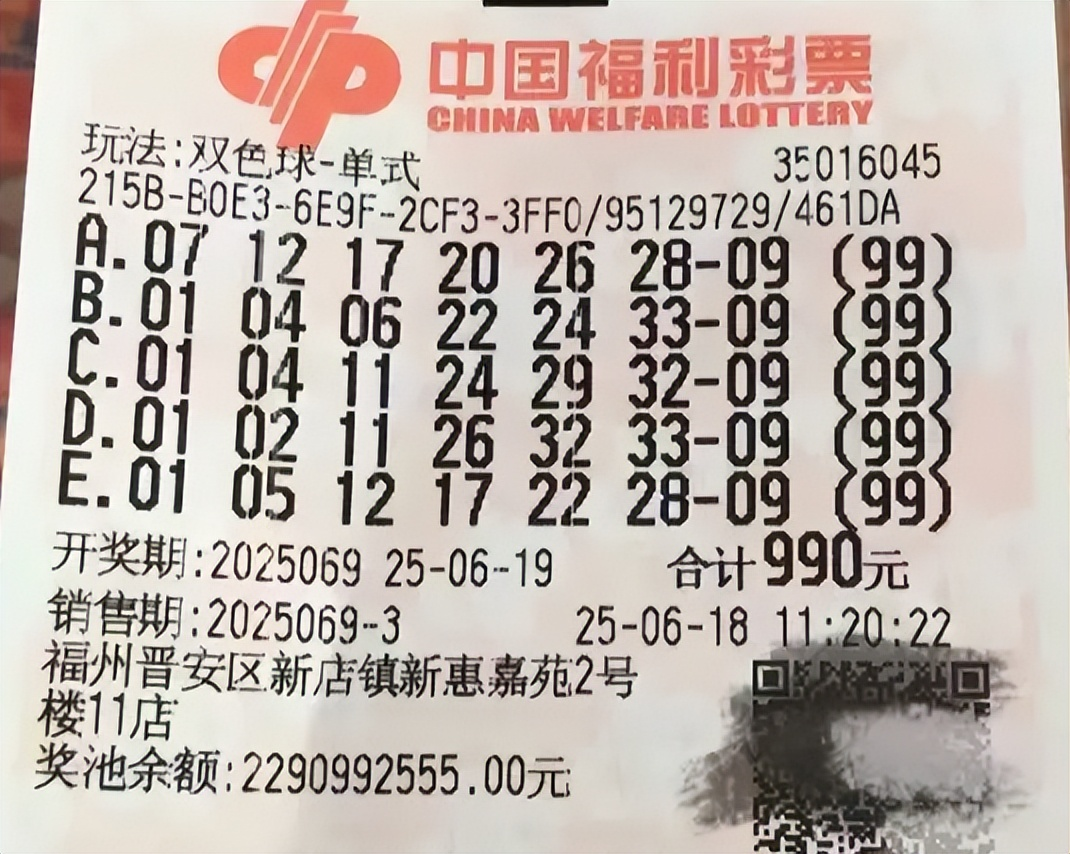 中国福利彩票
CHINA WELFARE LOTTERY
玩法:双色球-单式 35016045
215B-B0E3-6E9F-2CF3-3FF0/95129729/461DA
A.07 12 17 20 26 28-09 (99)
B.01 04 06 22 24 33-09 (99)
C.01 04 11 24 29 32-09 (99)
D.01 02 11 26 32 33-09 (99)
E.01 05 12 17 22 28-09 (99)
开奖期:2025069 25-06-19 合计990元
销售期:2025069-3 25-06-18 11:20:22
福州晋安区新店镇新惠嘉苑2号
楼11店
奖池余额:2290992555.00元